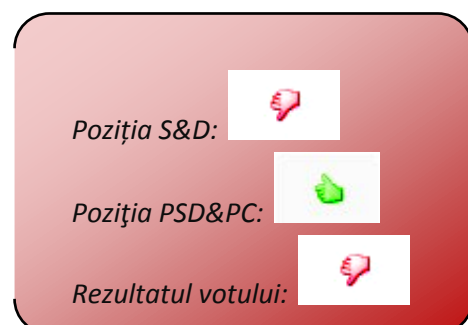 Poziția S&D:
Poziţia PSD&PC:
Rezultatul votului: